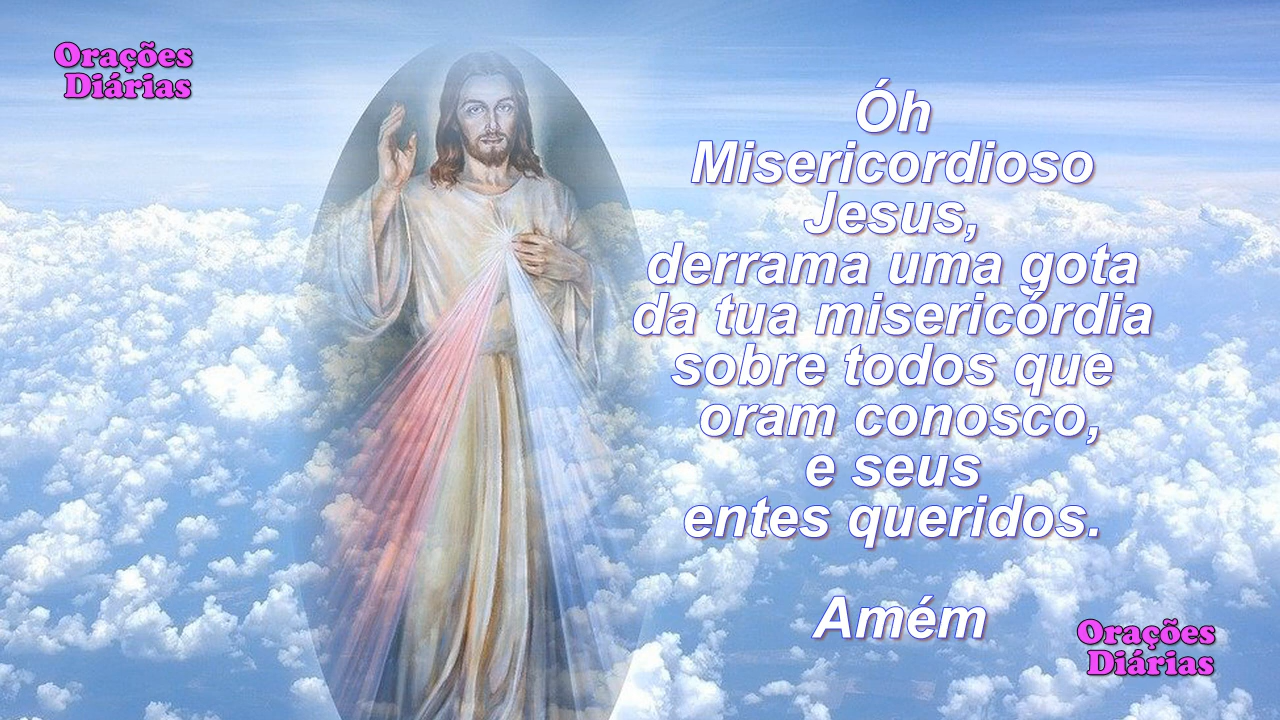 Orações
Diárias
Óh
Misericordioso
Jesus,
derrama uma gota
da tua misericórdia
sobre todos que
oram conosco,
e seus
entes queridos.
Amém
Orações
Diárias